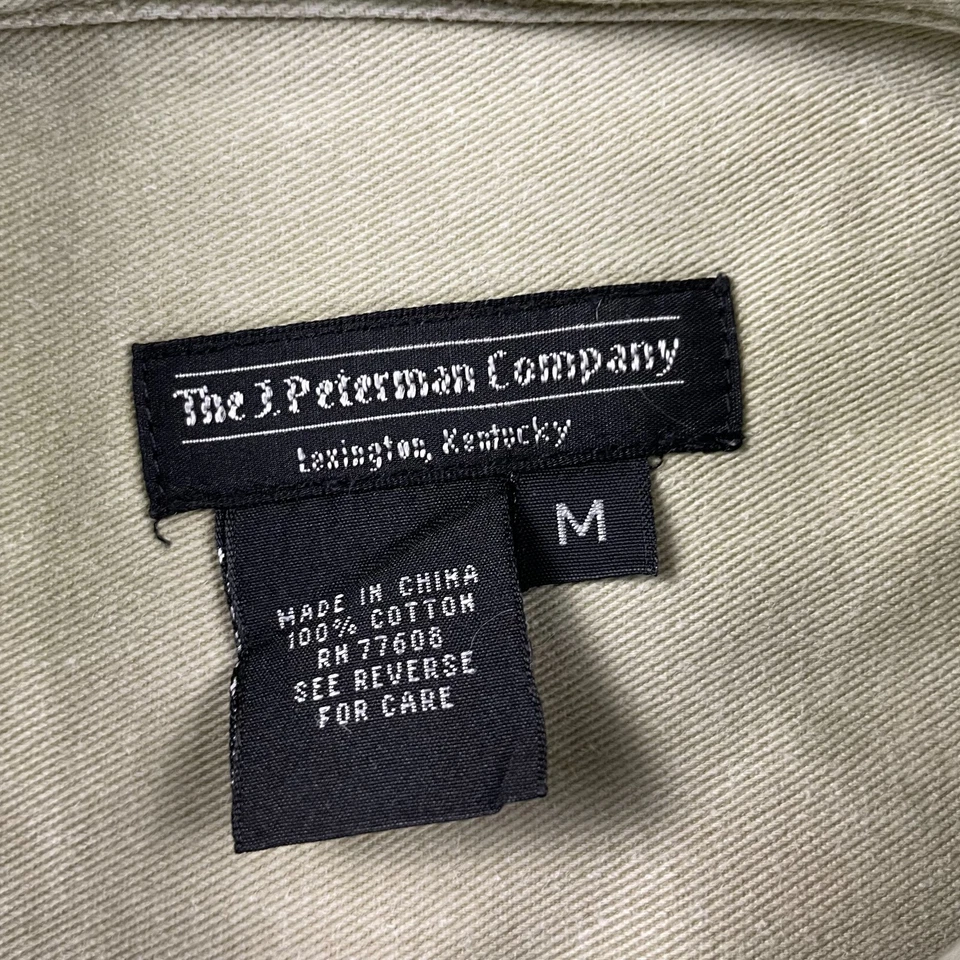 The J. Peterman Company
Lexington, Kentucky
M
MADE IN CHINA
100% COTTON
RN 77608
SEE REVERSE
FOR CARE